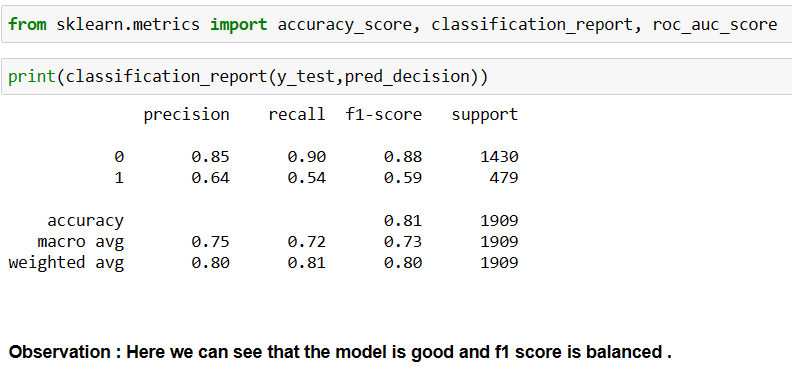 from sklearn.metrics import accuracy_score, classification_report, roc_auc_score
print(classification_report(y_test,pred_decision))
precision recall f1-score support
0 0.85 0.90 0.88 1430
1 0.64 0.54 0.59 479
accuracy 0.81 1909
macro avg 0.75 0.72 0.73 1909
weighted avg 0.80 0.81 0.80 1909
Observation : Here we can see that the model is good and f1 score is balanced .